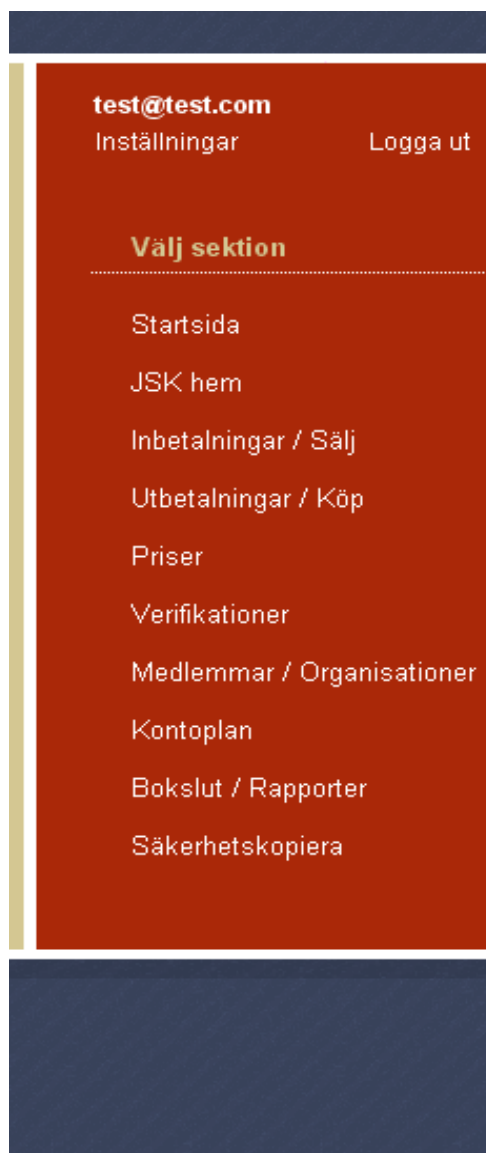 test@test.com
Inställningar Logga ut
Välj sektion
Startsida
JSK hem
Inbetalningar / Sälj
Utbetalningar / Köp
Priser
Verifikationer
Medlemmar / Organisationer
Kontoplan
Bokslut / Rapporter
Säkerhetskopiera